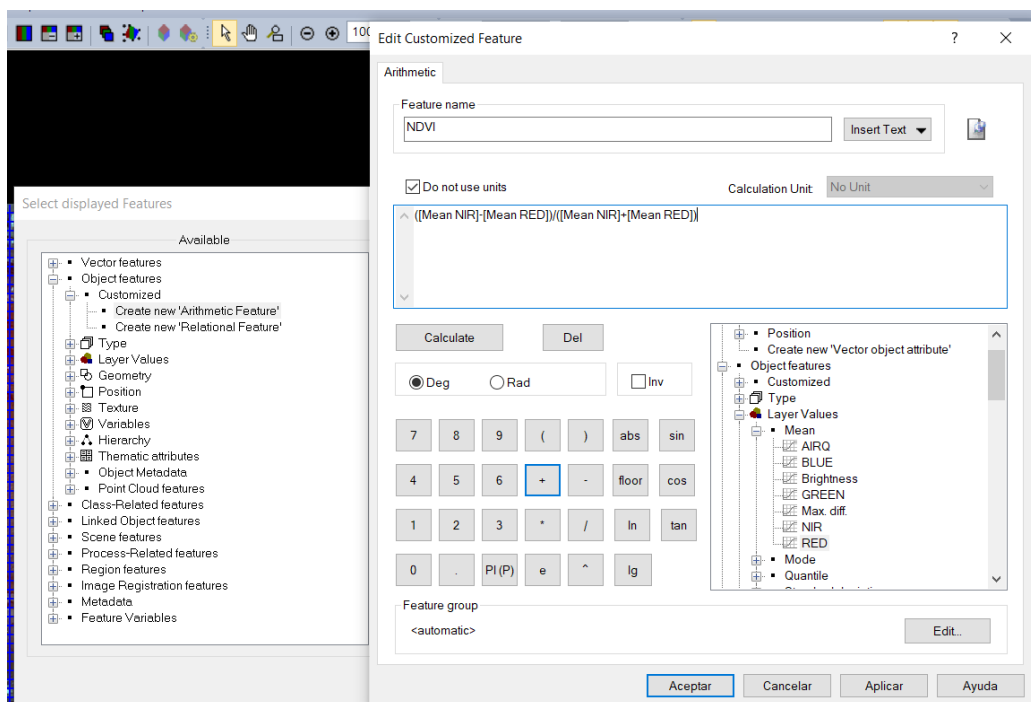 100
Edit Customized Feature
?
Arithmetic
Feature name
NDVI
Insert Text
Do not use units
Calculation Unit:
No Unit
([Mean NIR]-[Mean RED])/([Mean NIR]+[Mean RED])
Select displayed Features
Available
Vector features
Object features
Customized
Create new 'Arithmetic Feature'
Create new 'Relational Feature'
Type
Layer Values
Geometry
Position
Texture
Variables
Hierarchy
Thematic attributes
Object Metadata
Point Cloud features
Class-Related features
Linked Object features
Scene features
Process-Related features
Region features
Image Registration features
Metadata
Feature Variables
Calculate
Del
Deg
Rad
Inv
7 8 9 ( ) abs sin
4 5 6 + - floor cos
1 2 3 * / ln tan
0 . PI (P) e ^ lg
Position
Create new 'Vector object attribute'
Object features
Customized
Type
Layer Values
Mean
AIRQ
BLUE
Brightness
GREEN
Max. diff.
NIR
RED
Mode
Quantile
Feature group
<automatic>
Edit...
Aceptar
Cancelar
Aplicar
Ayuda